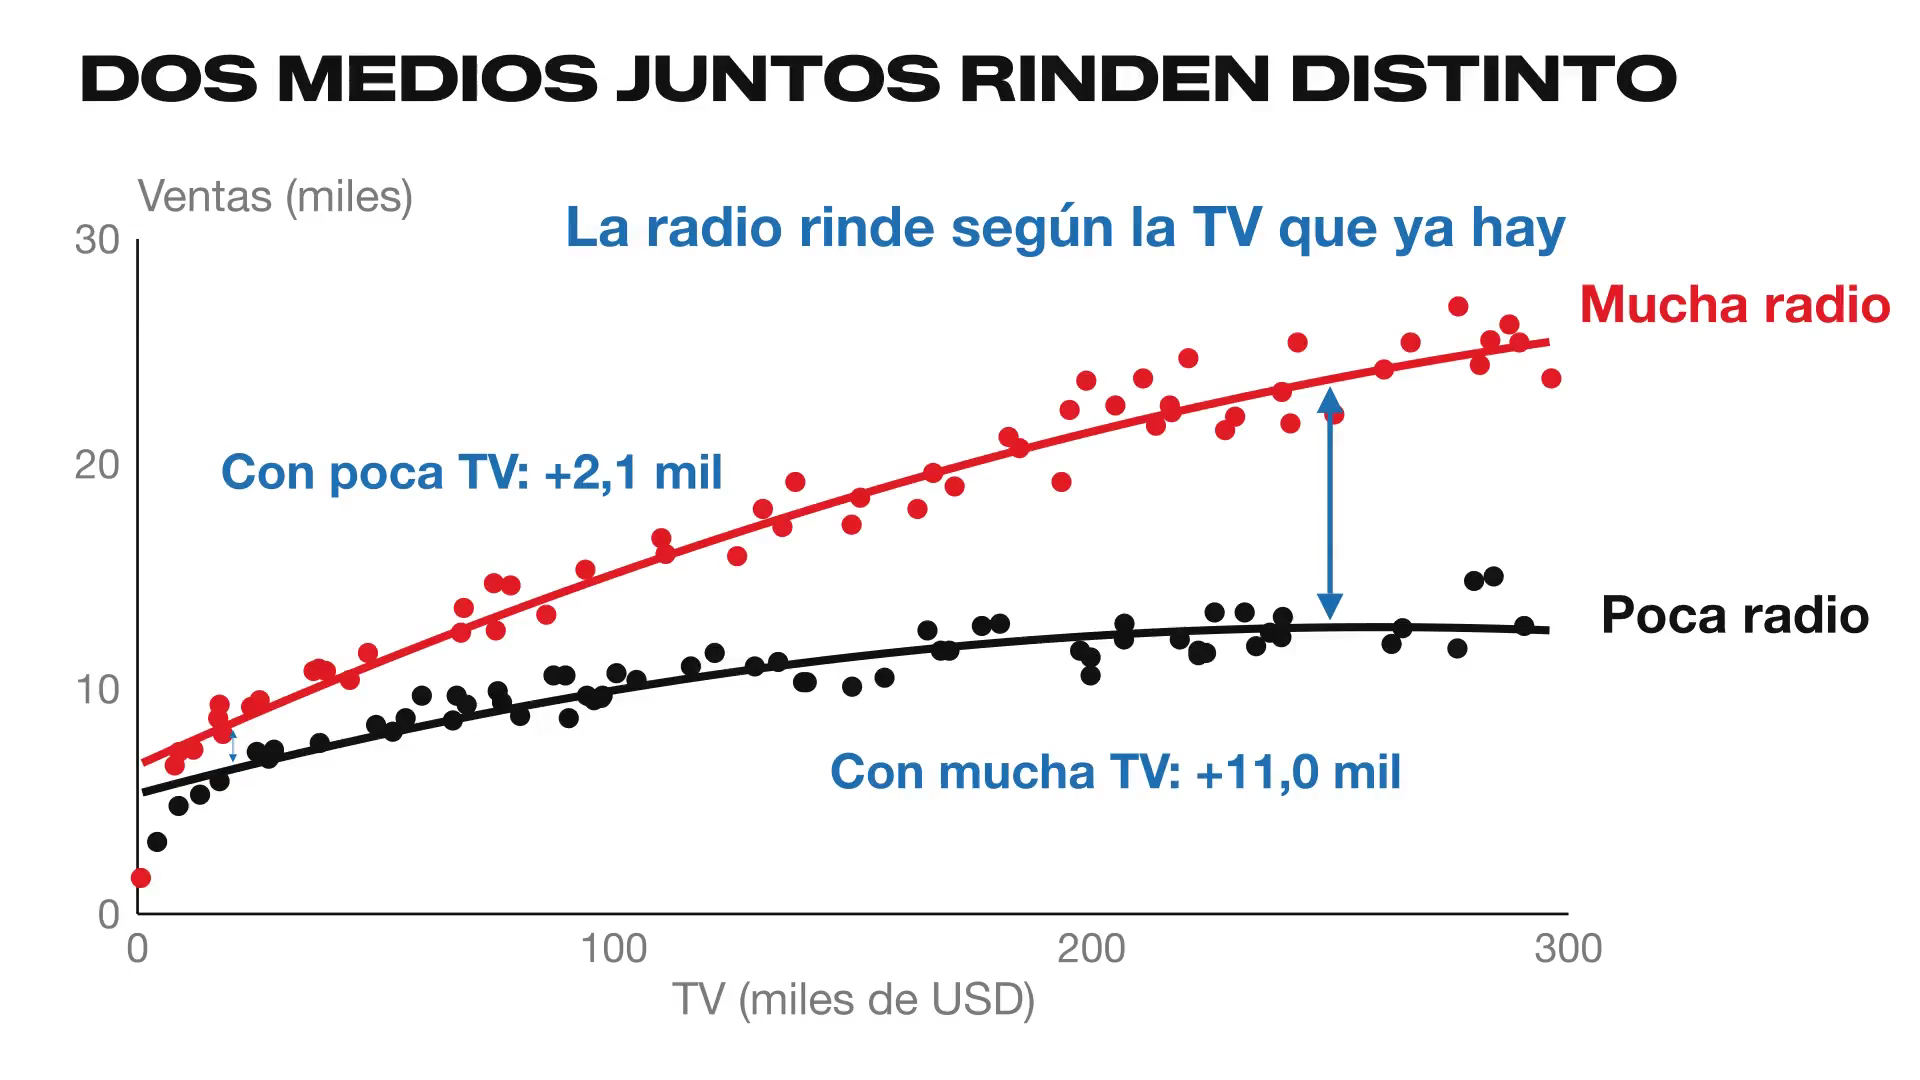 DOS MEDIOS JUNTOS RINDEN DISTINTO
Ventas (miles)
La radio rinde según la TV que ya hay
30
Mucha radio
20
Con poca TV: +2,1 mil
Poca radio
10
Con mucha TV: +11,0 mil
0
0 100 200 300
TV (miles de USD)